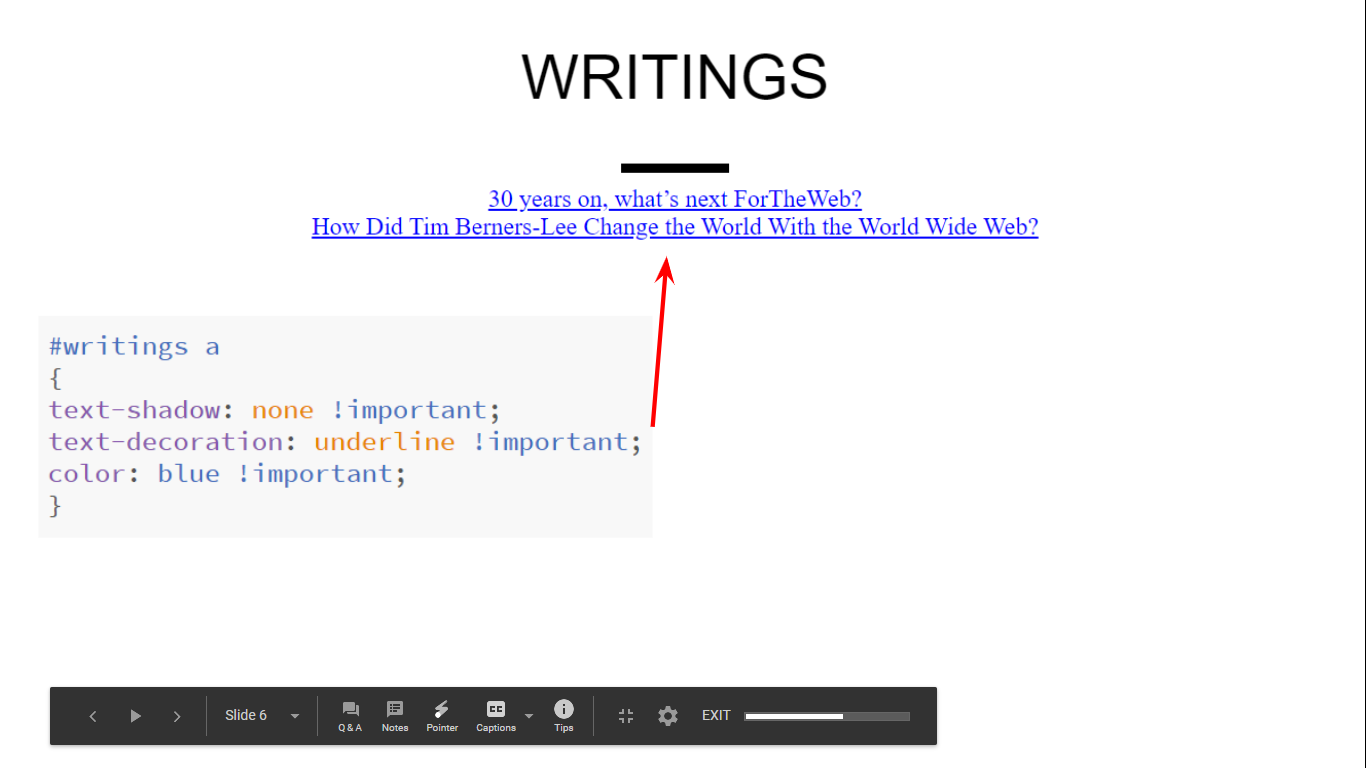 WRITINGS
30 years on, what’s next ForTheWeb?
How Did Tim Berners-Lee Change the World With the World Wide Web?
#writings a
{
text-shadow: none !important;
text-decoration: underline !important;
color: blue !important;
}
Slide 6
Q & A
Notes
Pointer
CC
Captions
Tips
EXIT